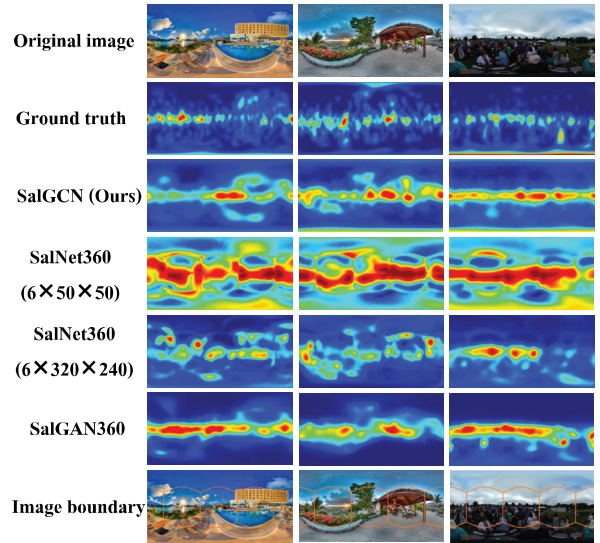 Original image
Ground truth
SalGCN (Ours)
SalNet360
(6×50×50)
SalNet360
(6×320×240)
SalGAN360
Image boundary